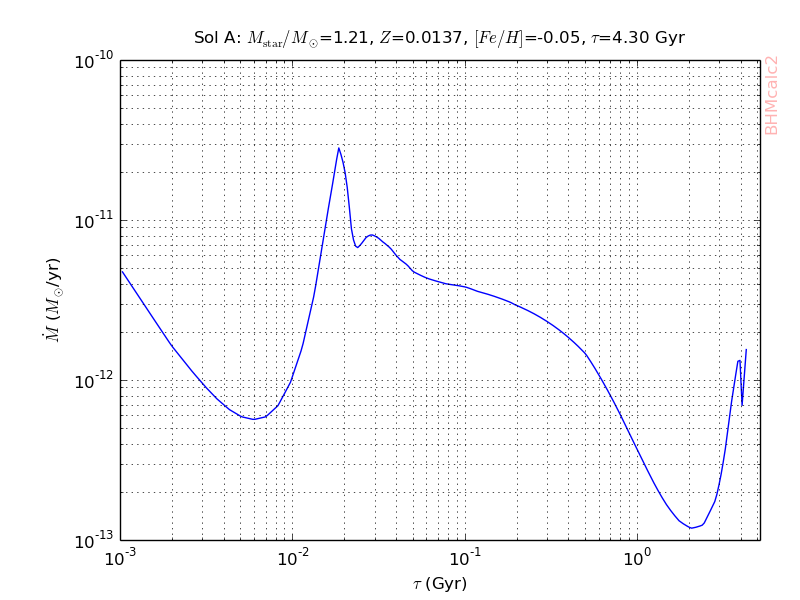 Sol A: M_star/M_⊙=1.21, Z=0.0137, [Fe/H]=-0.05, τ=4.30 Gyr
BHMcalc2
10^-10
10^-11
10^-12
10^-13
Ṁ (M_⊙/yr)
10^-3 10^-2 10^-1 10^0
τ (Gyr)